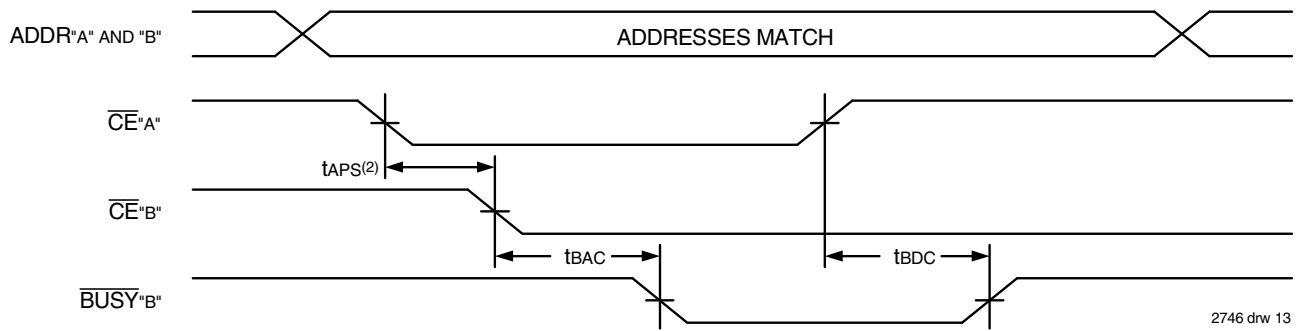 ADDR"A" AND "B"
ADDRESSES MATCH
CE"A"
tAPS(2)
CE"B"
tBAC
tBDC
BUSY"B"
2746 drw 13